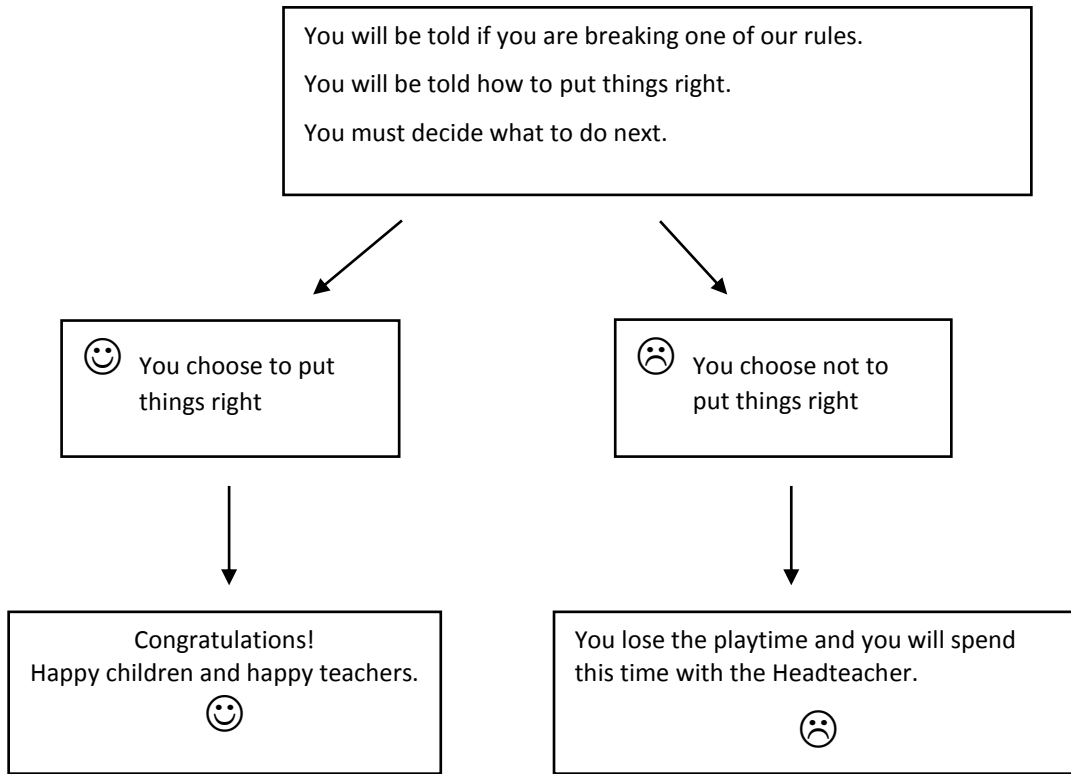 You will be told if you are breaking one of our rules.
You will be told how to put things right.
You must decide what to do next.
You choose to put
things right
You choose not to
put things right
Congratulations!
Happy children and happy teachers.
You lose the playtime and you will spend
this time with the Headteacher.